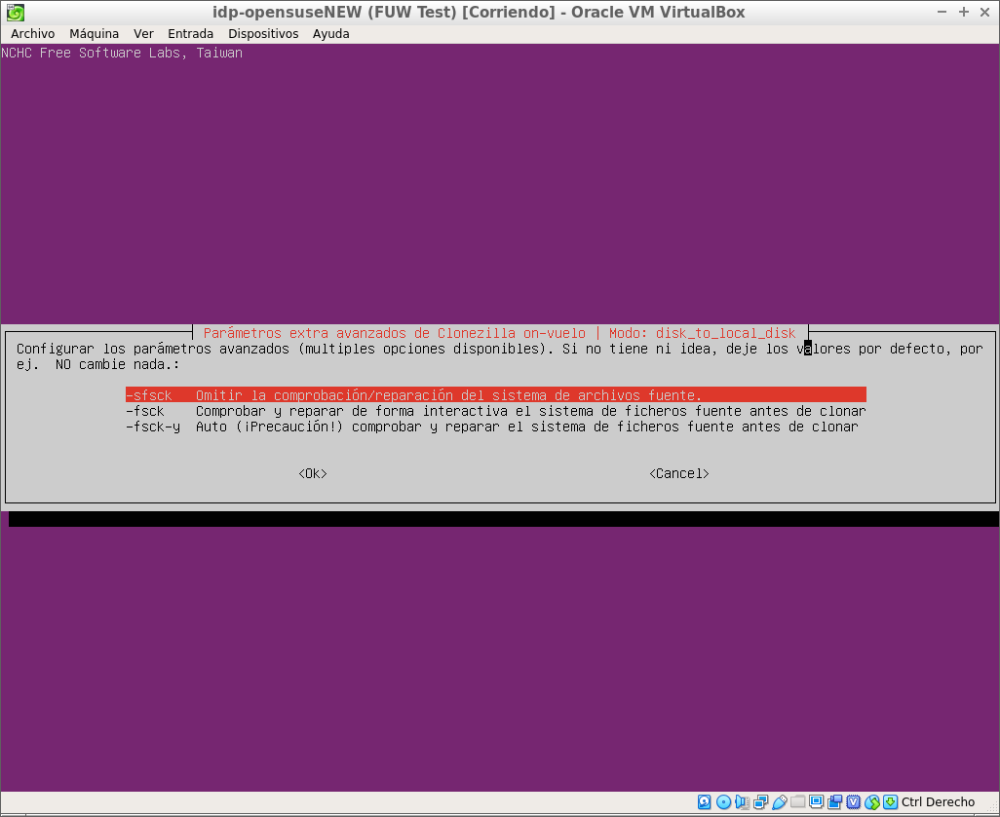 idp-opensuseNEW (FUW Test) [Corriendo] - Oracle VM VirtualBox
Archivo Máquina Ver Entrada Dispositivos Ayuda
NCHC Free Software Labs, Taiwan
Parámetros extra avanzados de Clonezilla on-vuelo | Modo: disk_to_local_disk
Configurar los parámetros avanzados (multiples opciones disponibles). Si no tiene ni idea, deje los valores por defecto, por
ej.  NO cambie nada.:
-sfsck   Omitir la comprobación/reparación del sistema de archivos fuente.
-fsck    Comprobar y reparar de forma interactiva el sistema de ficheros fuente antes de clonar
-fsck-y  Auto (¡Precaución!) comprobar y reparar el sistema de ficheros fuente antes de clonar
<Ok> <Cancel>
Ctrl Derecho